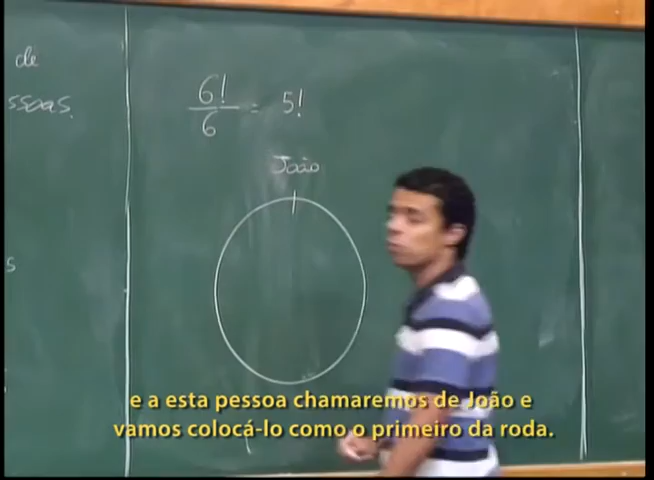 de
ssoas.
6!
— = 5!
6
João
s
e a esta pessoa chamaremos de João e
vamos colocá-lo como o primeiro da roda.